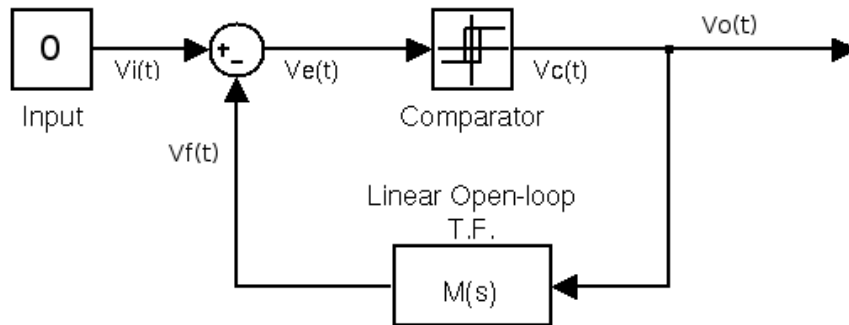 0
Vi(t)
Input
+
-
Ve(t)
Comparator
Vc(t)
Vo(t)
Vf(t)
Linear Open-loop
T.F.
M(s)